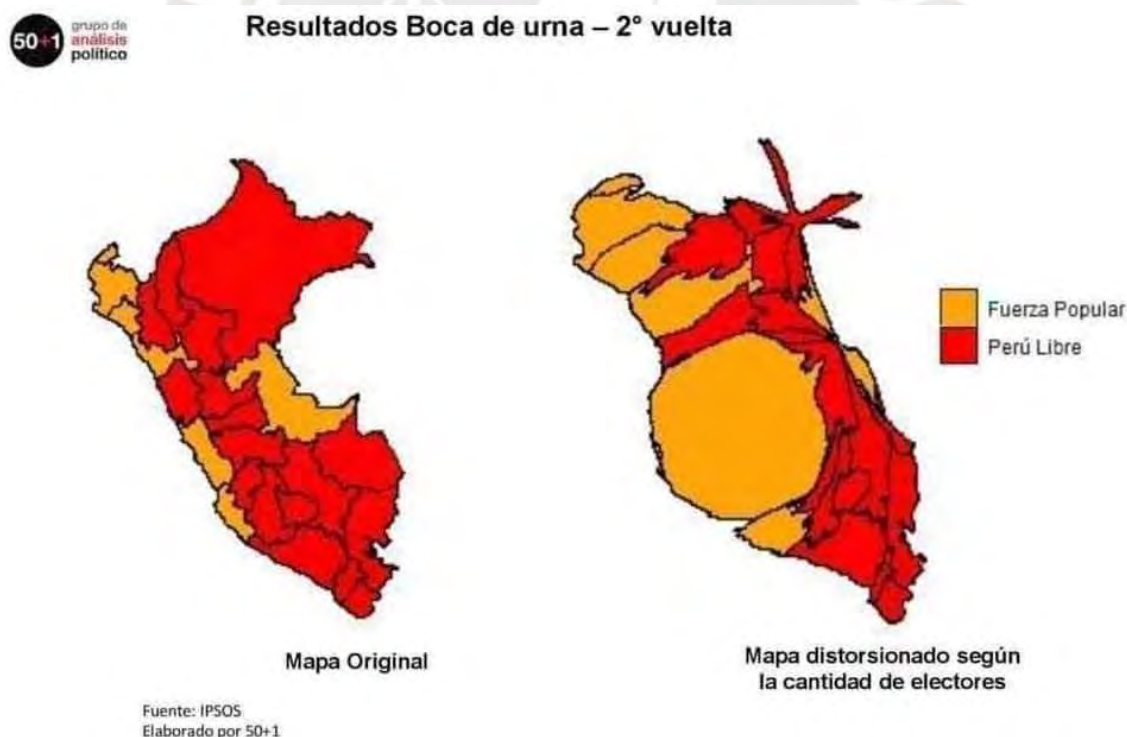 50+1
grupo de
análisis
político
Resultados Boca de urna – 2° vuelta
Fuerza Popular
Perú Libre
Mapa Original
Mapa distorsionado según
la cantidad de electores
Fuente: IPSOS
Elaborado por 50+1